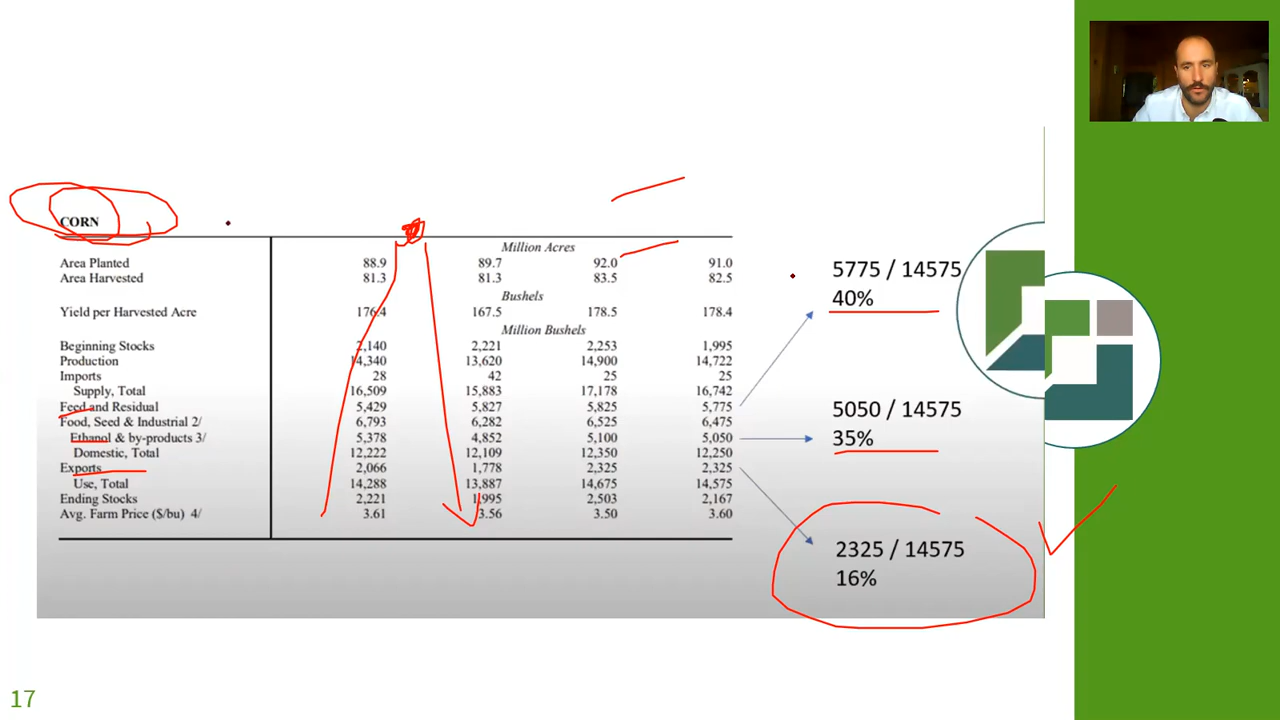 CORN
Million Acres
Area Planted 88.9 89.7 92.0 91.0
Area Harvested 81.3 81.3 83.5 82.5
Bushels
Yield per Harvested Acre 176.4 167.5 178.5 178.4
Million Bushels
Beginning Stocks 2,140 2,221 2,253 1,995
Production 14,340 13,620 14,900 14,722
Imports 28 42 25 25
Supply, Total 16,509 15,883 17,178 16,742
Feed and Residual 5,429 5,827 5,825 5,775
Food, Seed & Industrial 2/ 6,793 6,282 6,525 6,475
Ethanol & by-products 3/ 5,378 4,852 5,100 5,050
Domestic, Total 12,222 12,109 12,350 12,250
Exports 2,066 1,778 2,325 2,325
Use, Total 14,288 13,887 14,675 14,575
Ending Stocks 2,221 1,995 2,503 2,167
Avg. Farm Price ($/bu) 4/ 3.61 3.56 3.50 3.60
5775 / 14575
40%
5050 / 14575
35%
2325 / 14575
16%
17